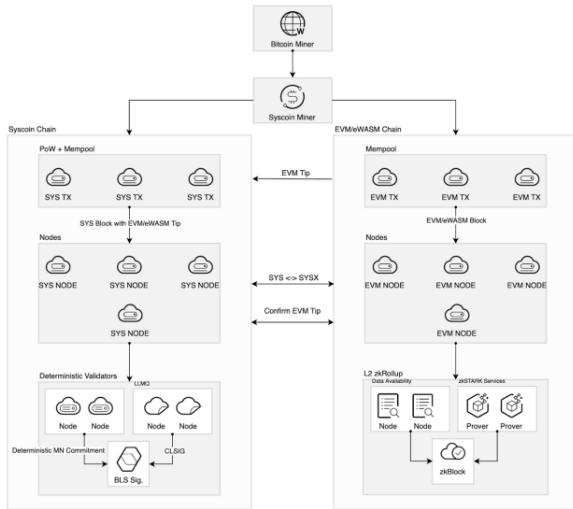 Bitcoin Miner
Syscoin Miner
Syscoin Chain
EVM/eWASM Chain
PoW + Mempool
SYS TX SYS TX SYS TX
EVM Tip
Mempool
EVM TX EVM TX EVM TX
SYS Block with EVM/eWASM Tip
EVM/eWASM Block
Nodes
SYS NODE SYS NODE SYS NODE
SYS NODE
SYS <-> SYSX
Confirm EVM Tip
Nodes
EVM NODE EVM NODE EVM NODE
EVM NODE
Deterministic Validators
LLMQ
Node Node Node Node
Deterministic MN Commitment
CLSIG
BLS Sig.
L2 zkRollup
Data Availability zkSTARK Services
Node Node Prover Prover
zkBlock